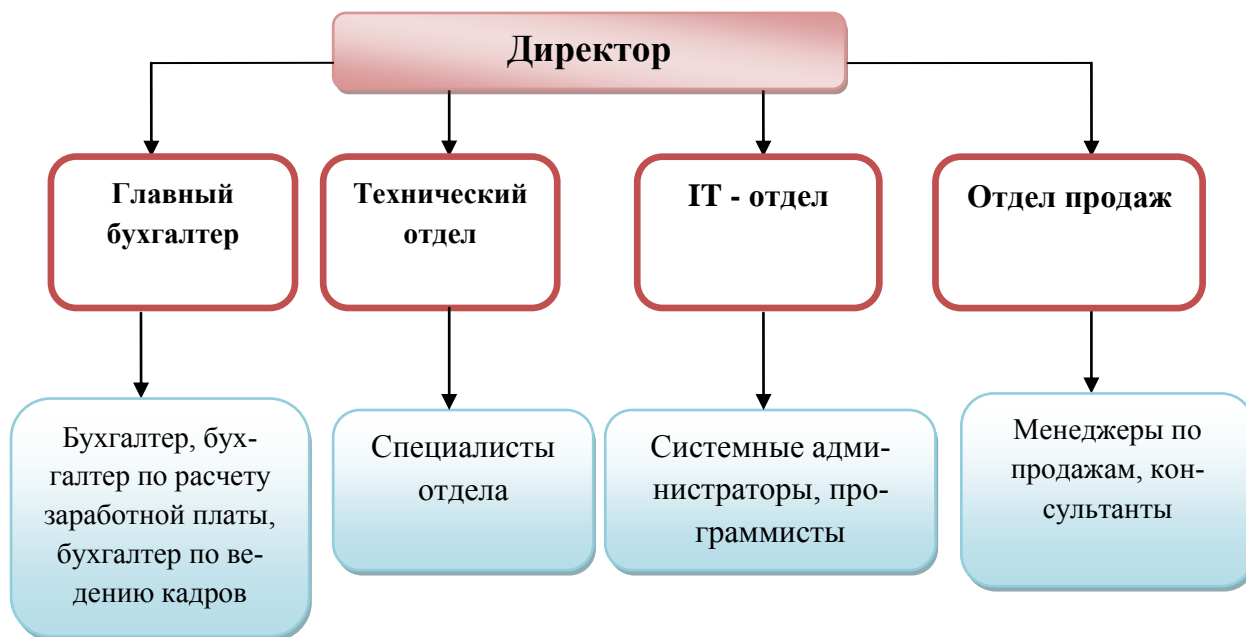 Директор
Главный
бухгалтер
Технический
отдел
IT - отдел
Отдел продаж
Бухгалтер, бух-
галтер по расчету
заработной платы,
бухгалтер по ве-
дению кадров
Специалисты
отдела
Системные адми-
нистраторы, про-
граммисты
Менеджеры по
продажам, кон-
сультанты